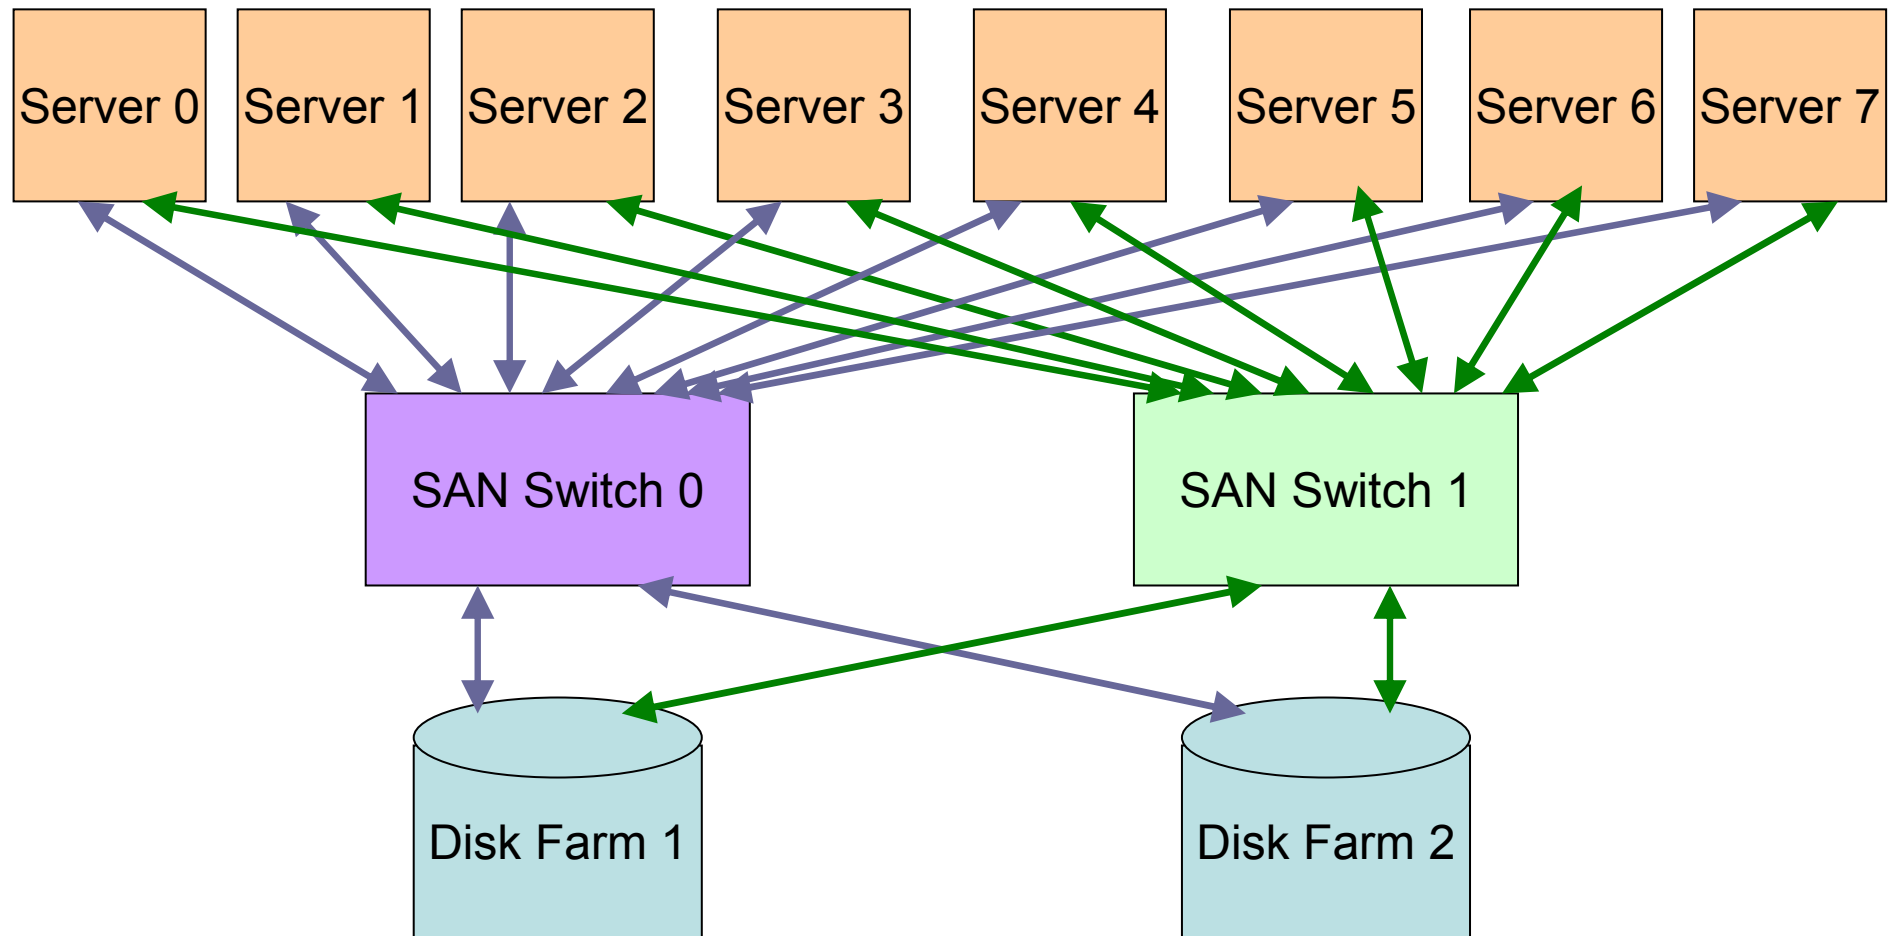 Server 0
Server 1
Server 2
Server 3
Server 4
Server 5
Server 6
Server 7
SAN Switch 0
SAN Switch 1
Disk Farm 1
Disk Farm 2